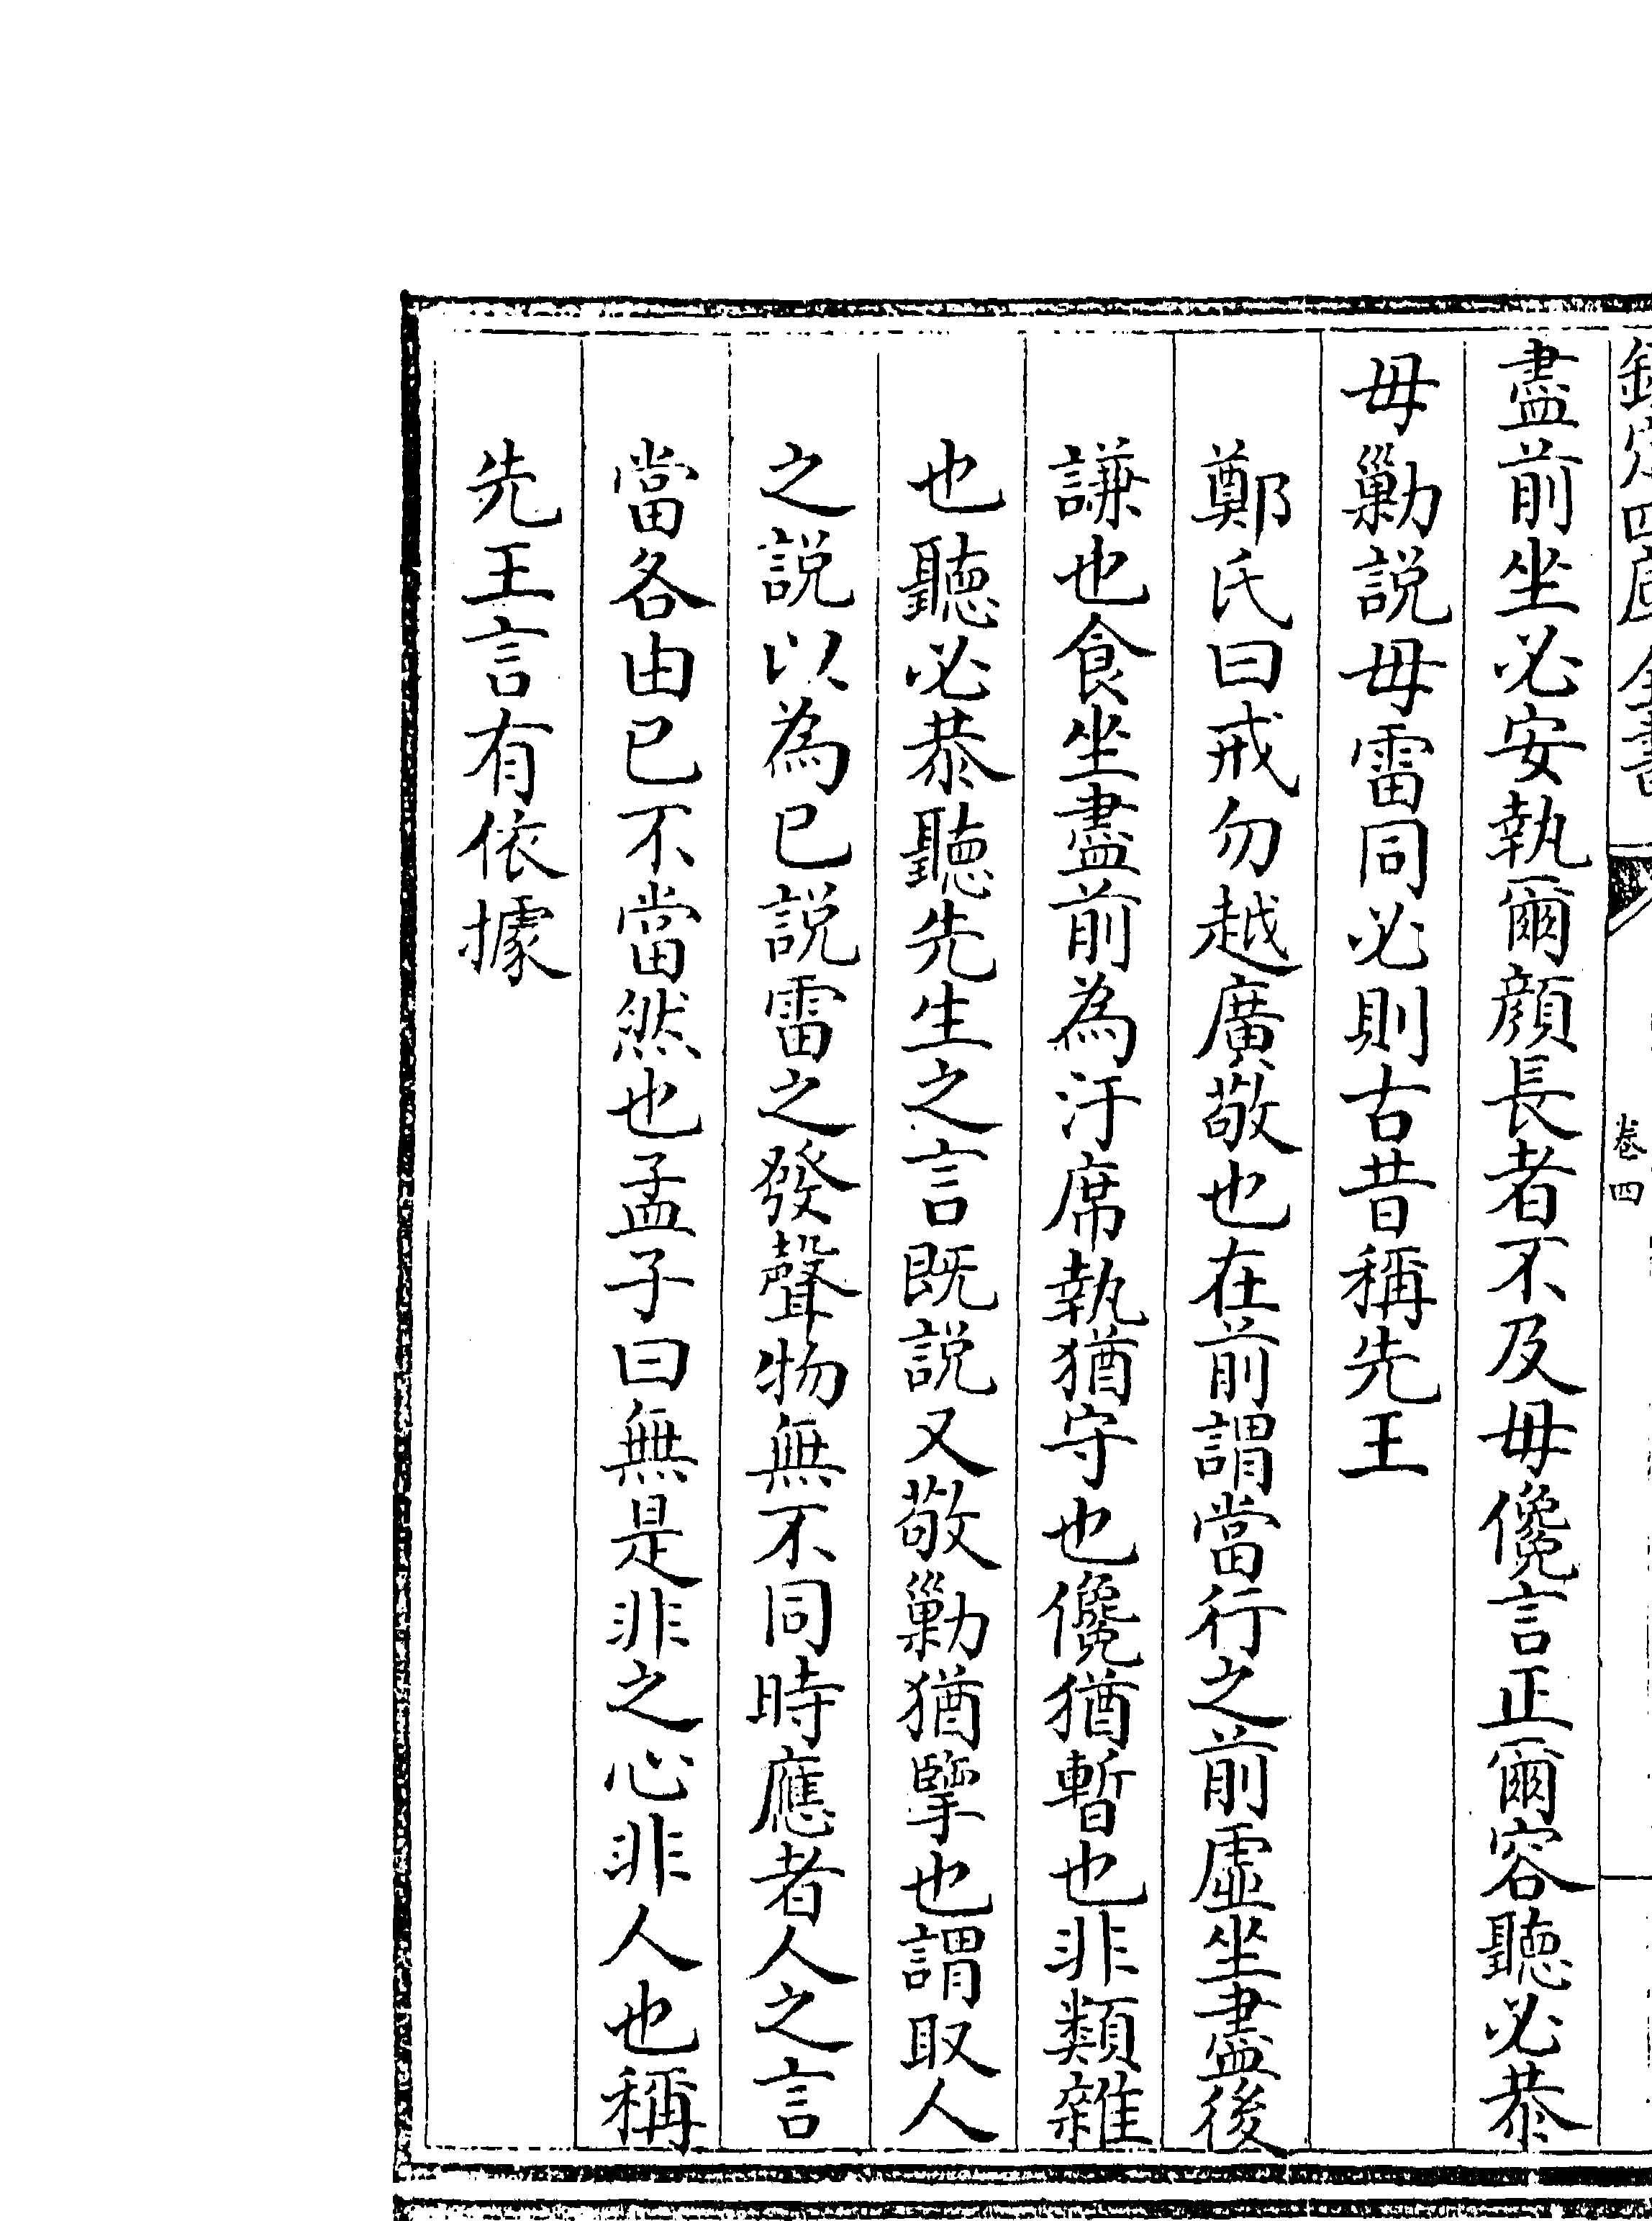 欽定四庫全書
卷四
盡前坐必安執爾顔長者不及毋儳言正爾容聽必恭
毋勦説毋雷同必則古昔稱先王
鄭氏曰戒勿越廣敬也在前謂當行之前虛坐盡後
謙也食坐盡前為汙席執猶守也儳猶暫也非類雜
也聽必恭聽先生之言既説又敬勦猶擥也謂取人
之説以為已説雷之發聲物無不同時應者人之言
當各由已不當然也孟子曰無是非之心非人也稱
先王言有依據